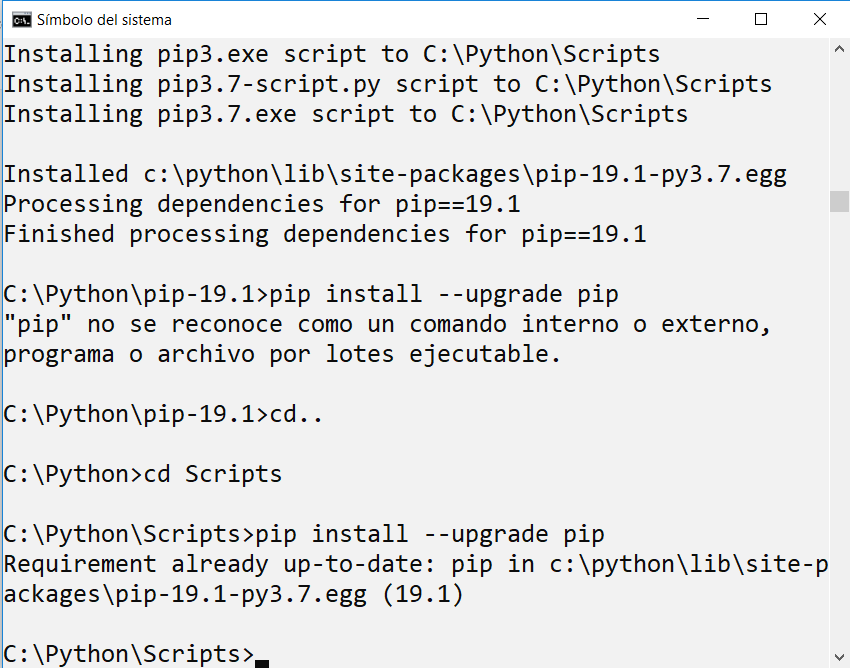 Símbolo del sistema
Installing pip3.exe script to C:\Python\Scripts
Installing pip3.7-script.py script to C:\Python\Scripts
Installing pip3.7.exe script to C:\Python\Scripts
Installed c:\python\lib\site-packages\pip-19.1-py3.7.egg
Processing dependencies for pip==19.1
Finished processing dependencies for pip==19.1
C:\Python\pip-19.1>pip install --upgrade pip
"pip" no se reconoce como un comando interno o externo,
programa o archivo por lotes ejecutable.
C:\Python\pip-19.1>cd..
C:\Python>cd Scripts
C:\Python\Scripts>pip install --upgrade pip
Requirement already up-to-date: pip in c:\python\lib\site-p
ackages\pip-19.1-py3.7.egg (19.1)
C:\Python\Scripts>